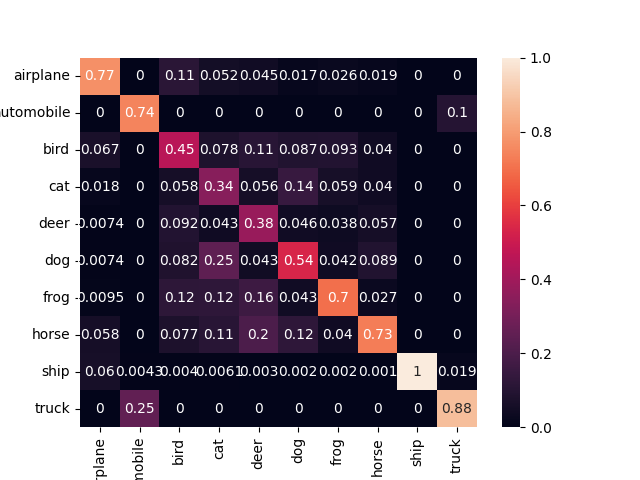 airplane 0.77 0 0.11 0.052 0.045 0.017 0.026 0.019 0 0 1.0
utomobile 0 0.74 0 0 0 0 0 0 0 0.1 0.8
bird 0.067 0 0.45 0.078 0.11 0.087 0.093 0.04 0 0
cat 0.018 0 0.058 0.34 0.056 0.14 0.059 0.04 0 0
deer 0.0074 0 0.092 0.043 0.38 0.046 0.038 0.057 0 0 0.6
dog 0.0074 0 0.082 0.25 0.043 0.54 0.042 0.089 0 0 0.4
frog 0.0095 0 0.12 0.12 0.16 0.043 0.7 0.027 0 0
horse 0.058 0 0.077 0.11 0.2 0.12 0.04 0.73 0 0 0.2
ship 0.06 0.0043 0.004 0.0061 0.003 0.002 0.002 0.001 1 0.019
truck 0 0.25 0 0 0 0 0 0 0 0.88 0.0
rplane mobile bird cat deer dog frog horse ship truck